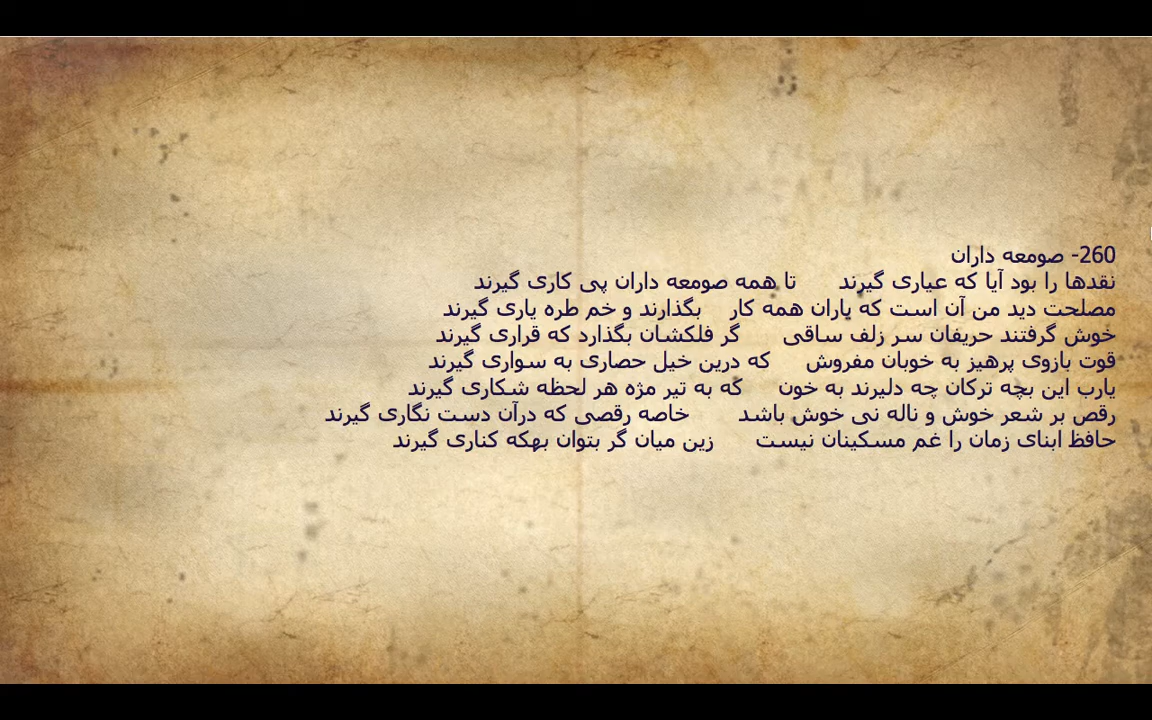 260- صومعه داران
نقدها را بود آیا که عیاری گیرند تا همه صومعه داران پی کاری گیرند
مصلحت دید من آن است که یاران همه کار بگذارند و خم طره یاری گیرند
خوش گرفتند حریفان سر زلف ساقی گر فلکشان بگذارد که قراری گیرند
قوت بازوی پرهیز به خوبان مفروش که درین خیل حصاری به سواری گیرند
یارب این بچه ترکان چه دلیرند به خون که به تیر مژه هر لحظه شکاری گیرند
رقص بر شعر خوش و ناله نی خوش باشد خاصه رقصی که درآن دست نگاری گیرند
حافظ ابنای زمان را غم مسکینان نیست زین میان گر بتوان بهکه کناری گیرند